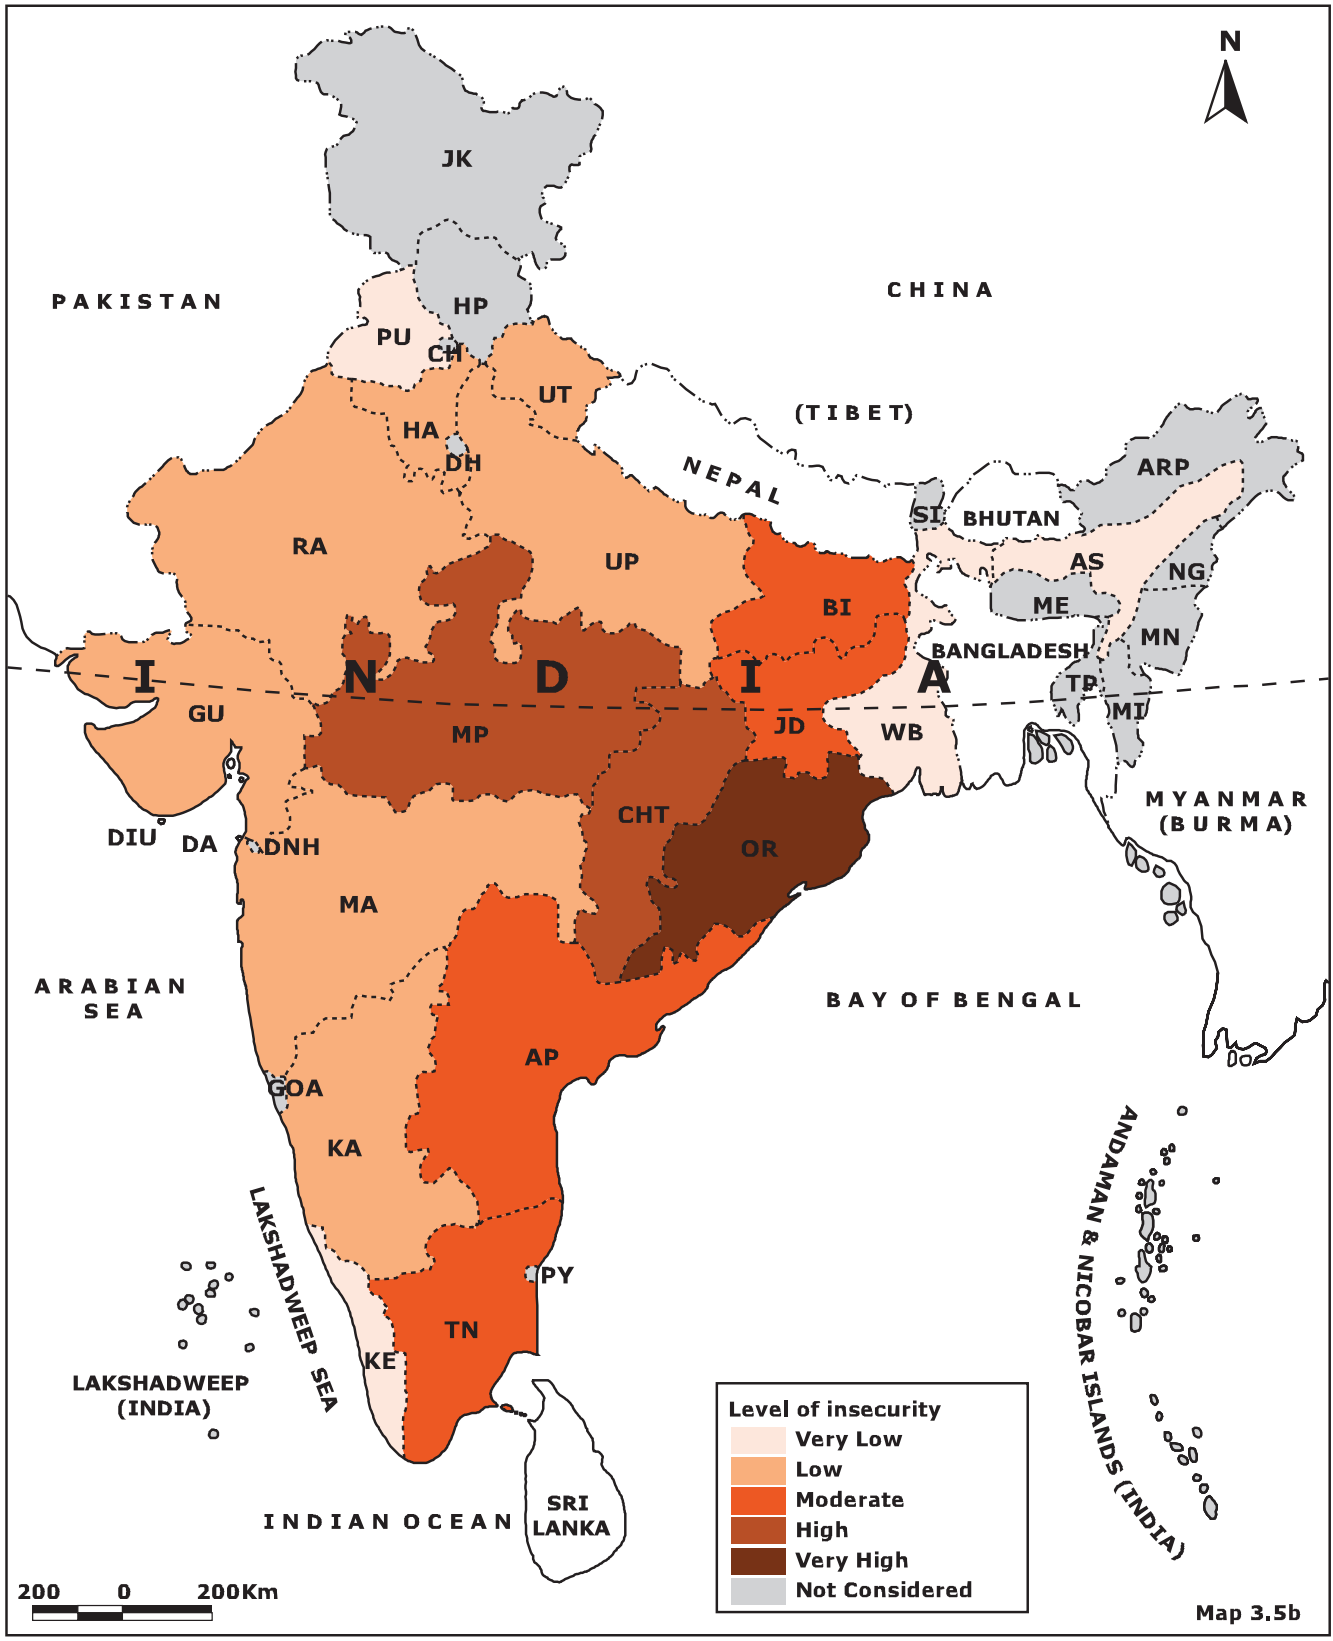 N
JK
PAKISTAN
CHINA
HP
PU
CH
UT
(TIBET)
HA
DH
NEPAL
ARP
SI
BHUTAN
RA
UP
AS
NG
BI
ME
MN
BANGLADESH
I N D I A
TP
GU
MP
JD
WB
MI
MYANMAR
(BURMA)
CHT
DIU
DA
DNH
OR
MA
ARABIAN
SEA
BAY OF BENGAL
AP
GOA
KA
LAKSHADWEEP SEA
ANDAMAN & NICOBAR ISLANDS (INDIA)
PY
TN
KE
LAKSHADWEEP
(INDIA)
Level of insecurity
Very Low
Low
Moderate
High
Very High
Not Considered
SRI
LANKA
INDIAN OCEAN
200 0 200Km
Map 3.5b